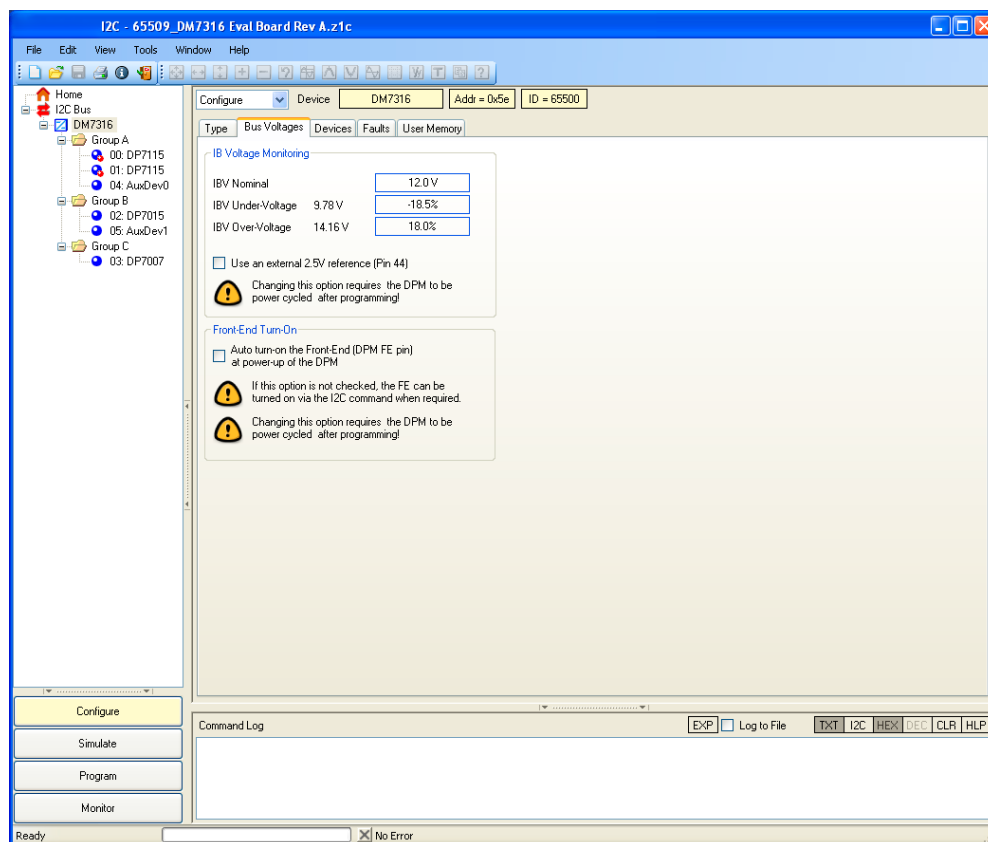 I2C - 65509_DM7316 Eval Board Rev A.z1c
File Edit View Tools Window Help
Home
I2C Bus
DM7316
Group A
00: DP7115
01: DP7115
04: AuxDev0
Group B
02: DP7015
05: AuxDev1
Group C
03: DP7007
Configure Device DM7316 Addr = 0x5e ID = 65500
Type Bus Voltages Devices Faults User Memory
IB Voltage Monitoring
IBV Nominal 12.0 V
IBV Under-Voltage 9.78 V -18.5%
IBV Over-Voltage 14.16 V 18.0%
Use an external 2.5V reference (Pin 44)
Changing this option requires the DPM to be
power cycled after programming!
Front-End Turn-On
Auto turn-on the Front-End (DPM FE pin)
at power-up of the DPM
If this option is not checked, the FE can be
turned on via the I2C command when required.
Changing this option requires the DPM to be
power cycled after programming!
Configure
Simulate
Program
Monitor
Command Log EXP Log to File TXT I2C HEX DEC CLR HLP
Ready No Error